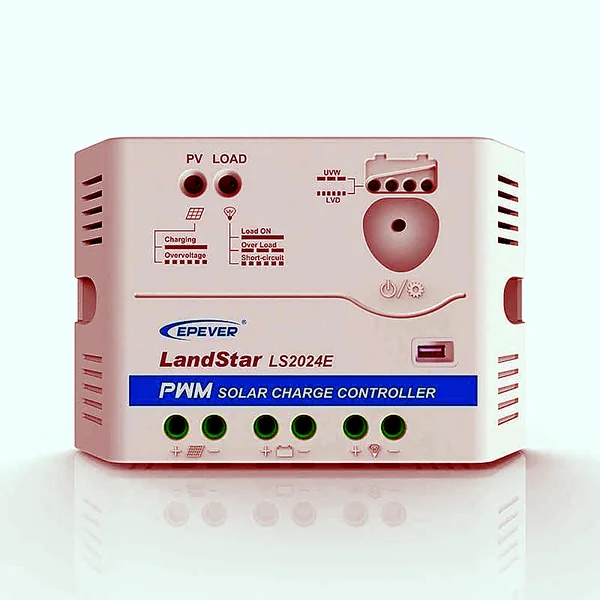 PV LOAD
UVW
LVD
Load ON
Charging
Over Load
Overvoltage
Short-circuit
EPEVER®
LandStar LS2024E
PWM SOLAR CHARGE CONTROLLER
+ - + - + -